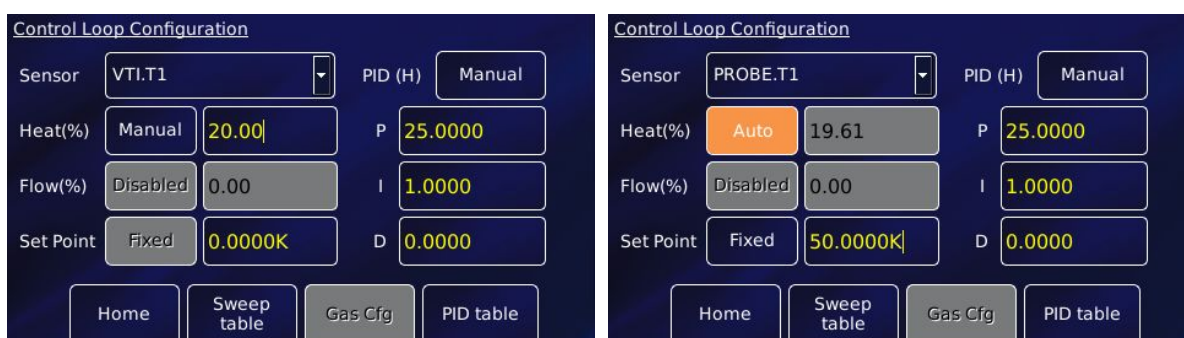 Control Loop Configuration
Sensor VTI.T1 PID (H) Manual
Heat(%) Manual 20.00 P 25.0000
Flow(%) Disabled 0.00 I 1.0000
Set Point Fixed 0.0000K D 0.0000
Home Sweep table Gas Cfg PID table
Control Loop Configuration
Sensor PROBE.T1 PID (H) Manual
Heat(%) Auto 19.61 P 25.0000
Flow(%) Disabled 0.00 I 1.0000
Set Point Fixed 50.0000K D 0.0000
Home Sweep table Gas Cfg PID table